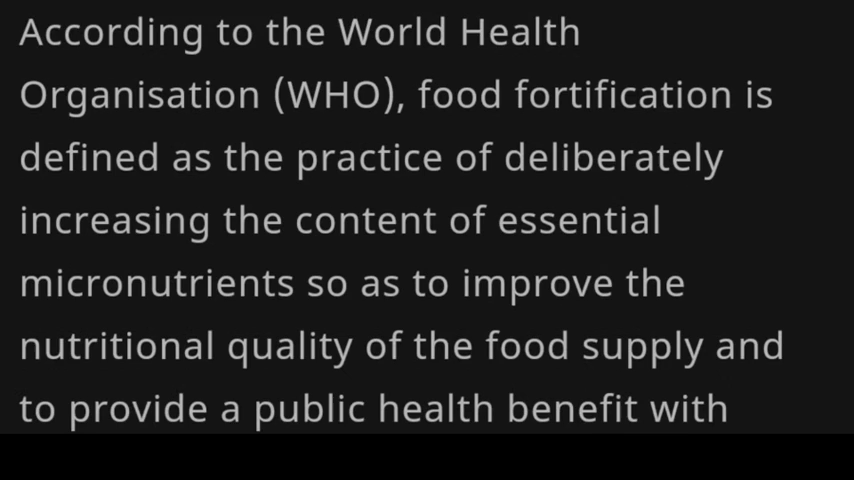 According to the World Health
Organisation (WHO), food fortification is
defined as the practice of deliberately
increasing the content of essential
micronutrients so as to improve the
nutritional quality of the food supply and
to provide a public health benefit with